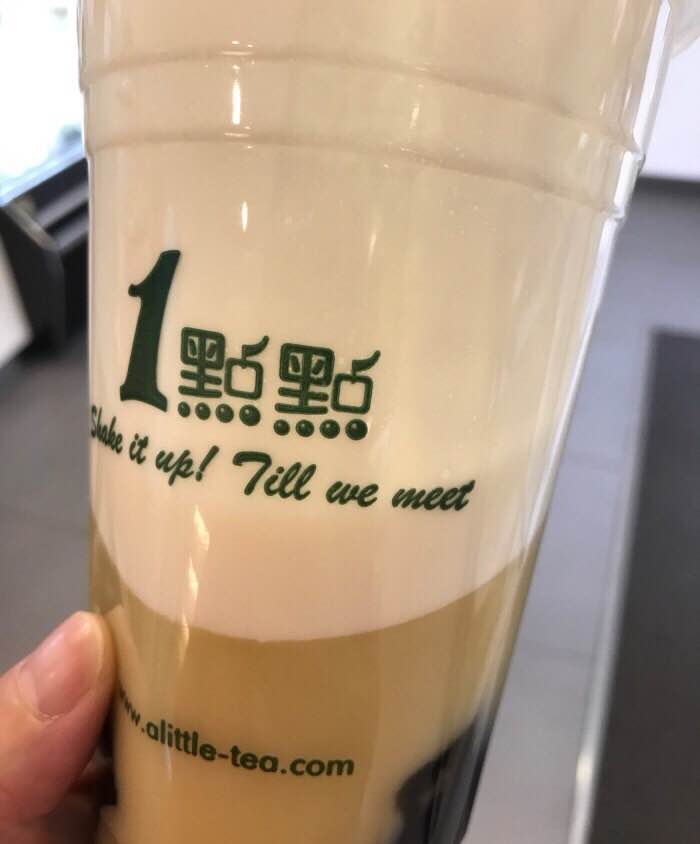 1點點
Shake it up! Till we meet
www.alittle-tea.com